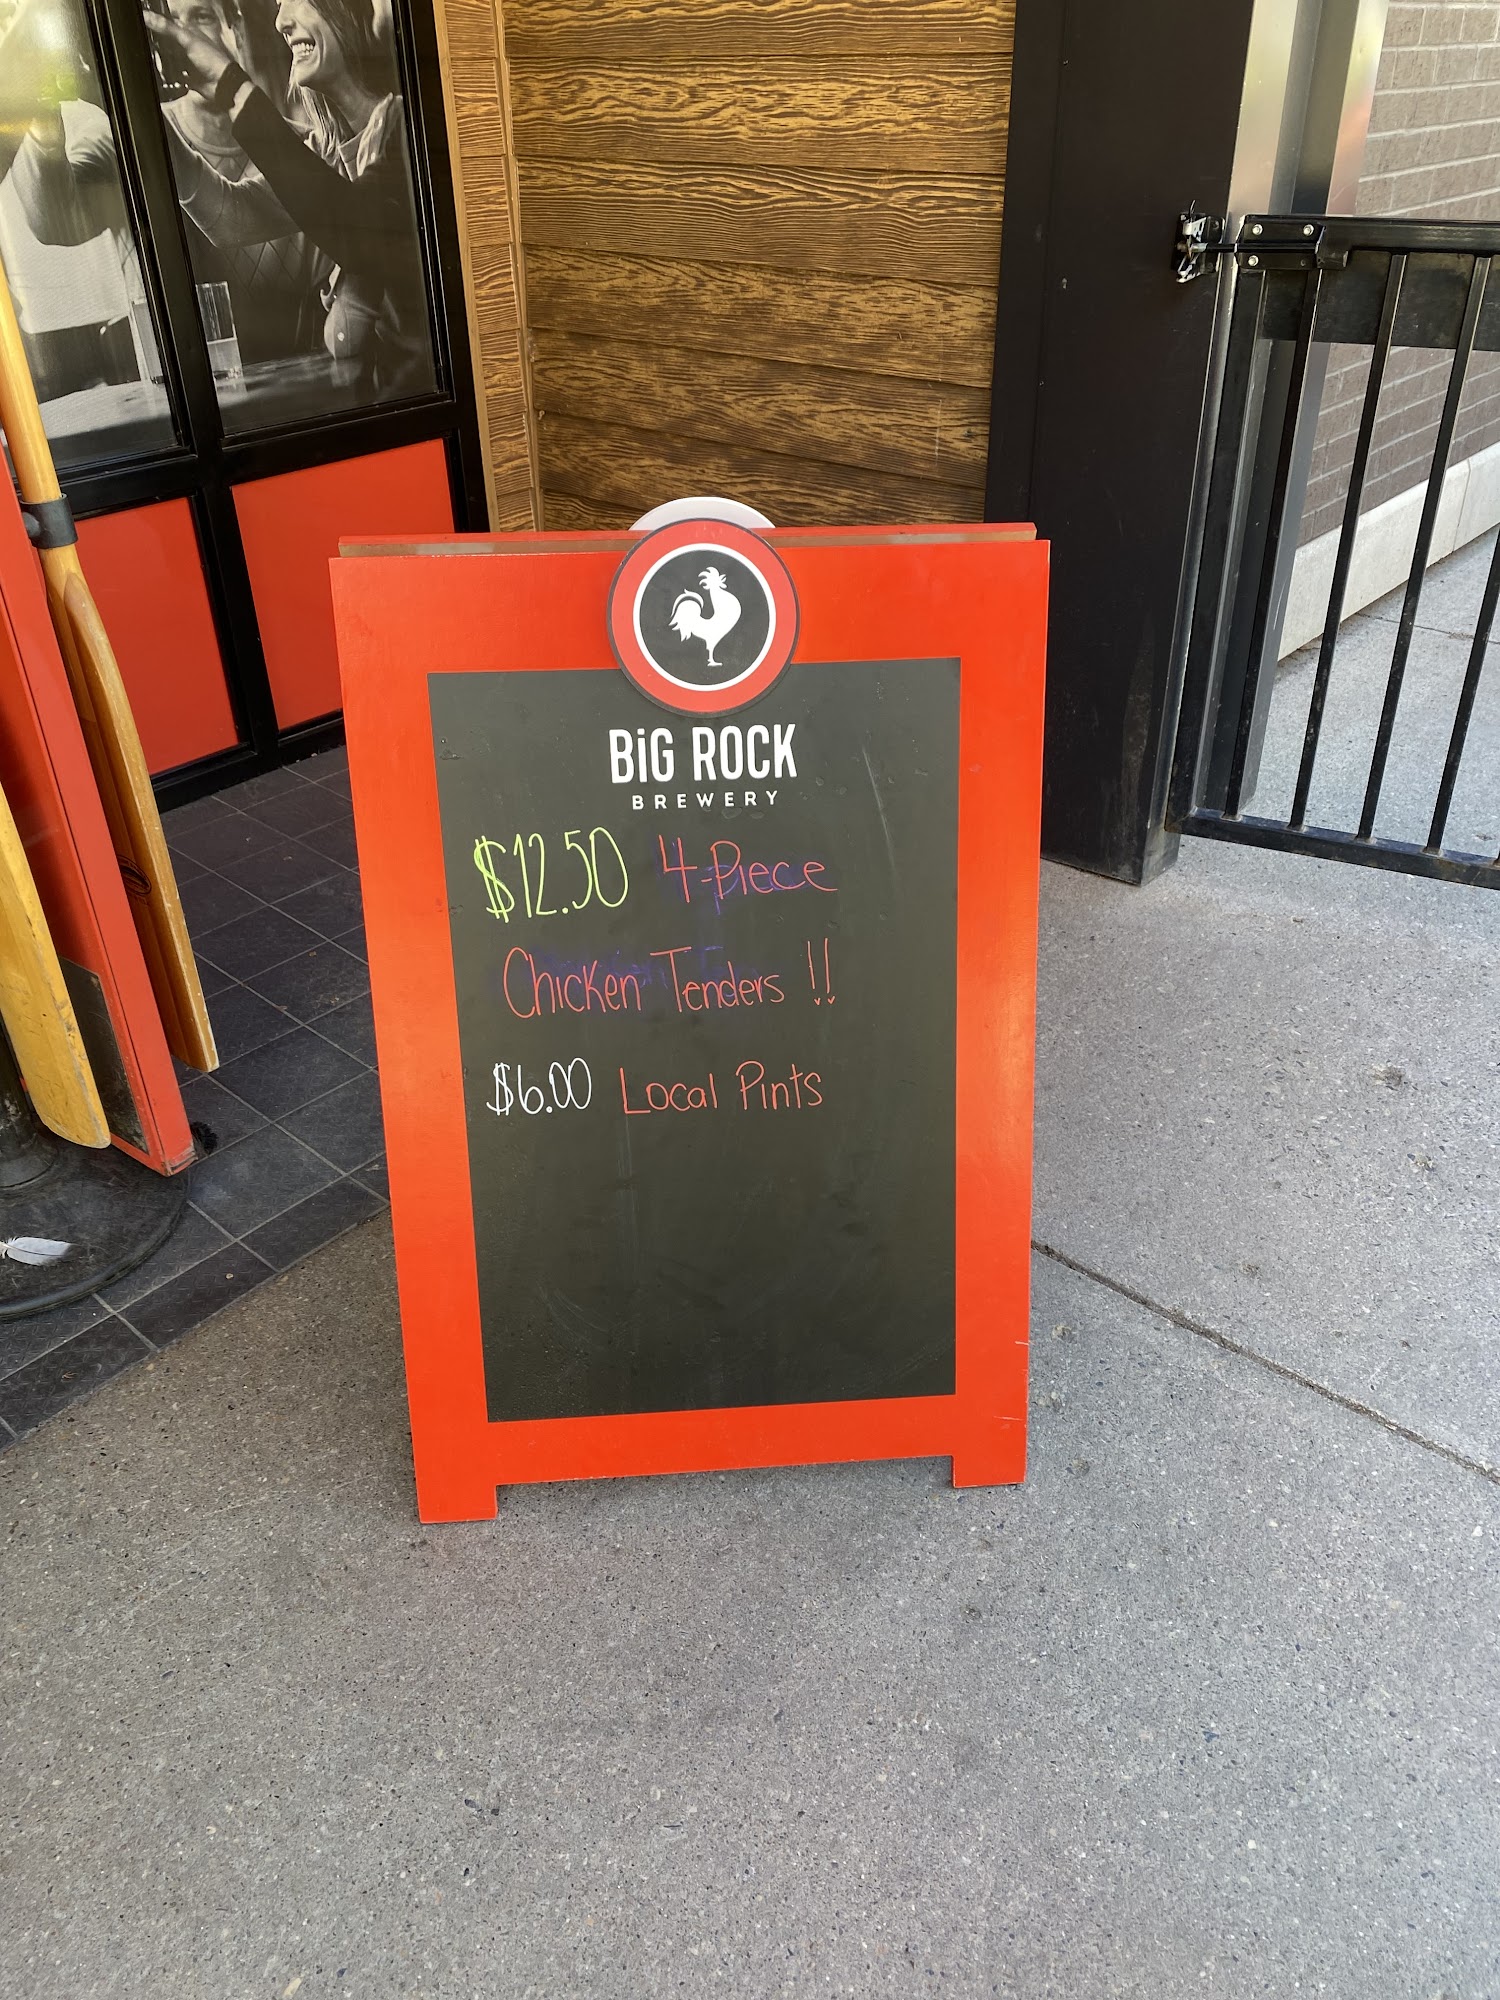 BiG ROCK
BREWERY
$12.50 4-Piece
Chicken Tenders !!
$6.00 Local Pints